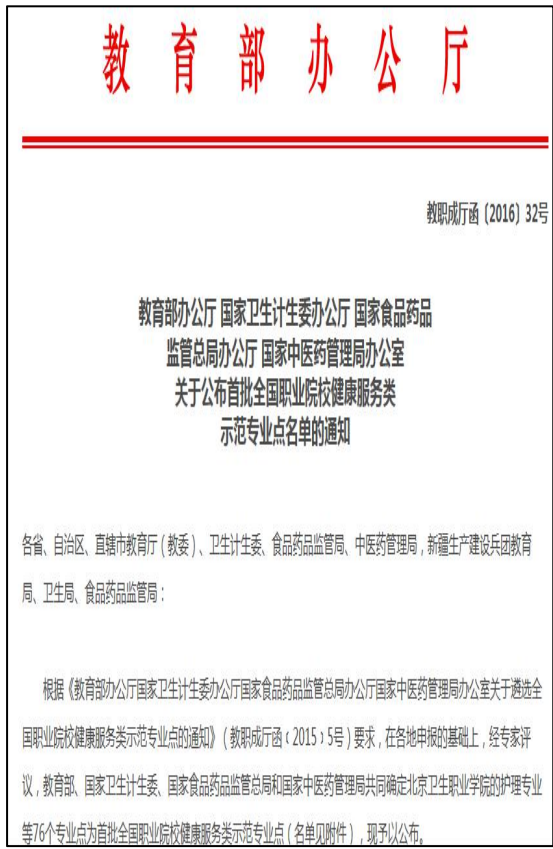 教育部办公厅
教职成厅函〔2016〕32号
教育部办公厅 国家卫生计生委办公厅 国家食品药品
监管总局办公厅 国家中医药管理局办公室
关于公布首批全国职业院校健康服务类
示范专业点名单的通知
各省、自治区、直辖市教育厅（教委）、卫生计生委、食品药品监管局、中医药管理局，新疆生产建设兵团教育
局、卫生局、食品药品监管局：
根据《教育部办公厅国家卫生计生委办公厅国家食品药品监管总局办公厅国家中医药管理局办公室关于遴选全
国职业院校健康服务类示范专业点的通知》（教职成厅函﹝2015﹞5号）要求，在各地申报的基础上，经专家评
议，教育部、国家卫生计生委、国家食品药品监管总局和国家中医药管理局共同确定北京卫生职业学院的护理专业
等76个专业点为首批全国职业院校健康服务类示范专业点（名单见附件），现予以公布。